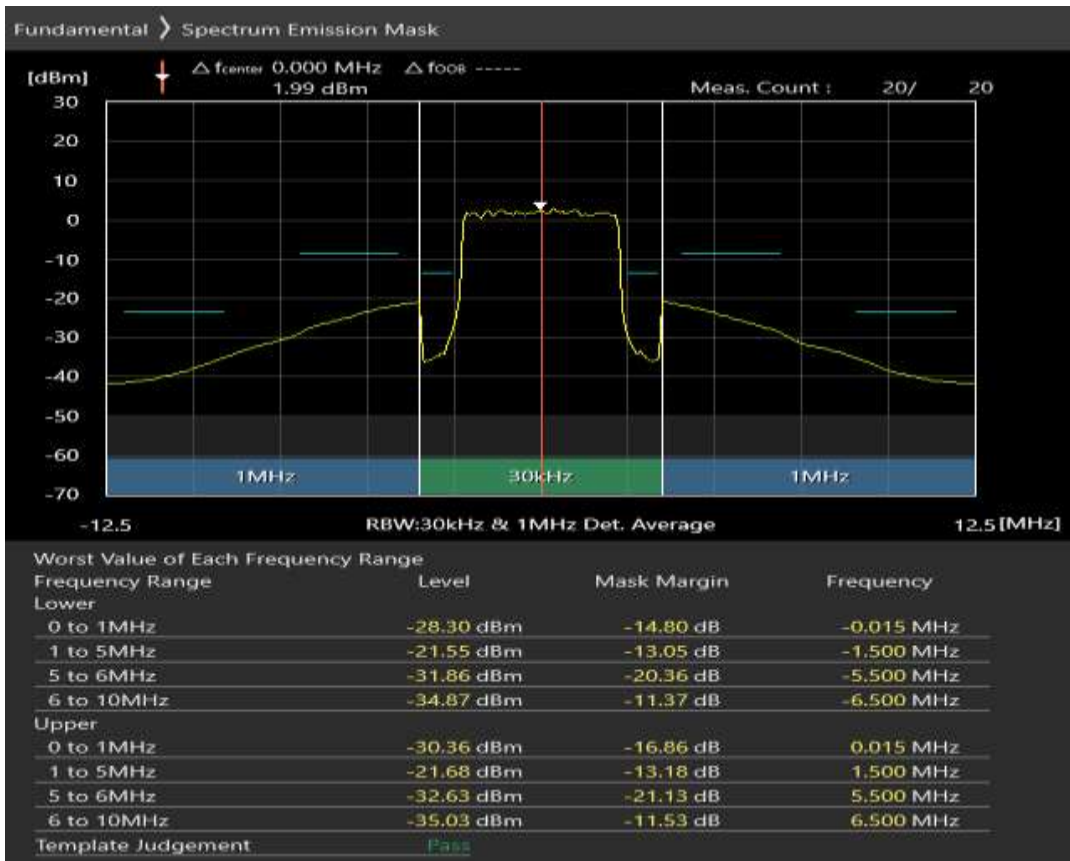 Fundamental 〉 Spectrum Emission Mask
[dBm] △ fcenter 0.000 MHz △ fOOB -----
1.99 dBm Meas. Count : 20/ 20
30
20
10
0
-10
-20
-30
-40
-50
-60
-70
1MHz 30kHz 1MHz
-12.5 RBW:30kHz & 1MHz Det. Average 12.5 [MHz]
Worst Value of Each Frequency Range
Frequency Range Level Mask Margin Frequency
Lower
0 to 1MHz -28.30 dBm -14.80 dB -0.015 MHz
1 to 5MHz -21.55 dBm -13.05 dB -1.500 MHz
5 to 6MHz -31.86 dBm -20.36 dB -5.500 MHz
6 to 10MHz -34.87 dBm -11.37 dB -6.500 MHz
Upper
0 to 1MHz -30.36 dBm -16.86 dB 0.015 MHz
1 to 5MHz -21.68 dBm -13.18 dB 1.500 MHz
5 to 6MHz -32.63 dBm -21.13 dB 5.500 MHz
6 to 10MHz -35.03 dBm -11.53 dB 6.500 MHz
Template Judgement Pass